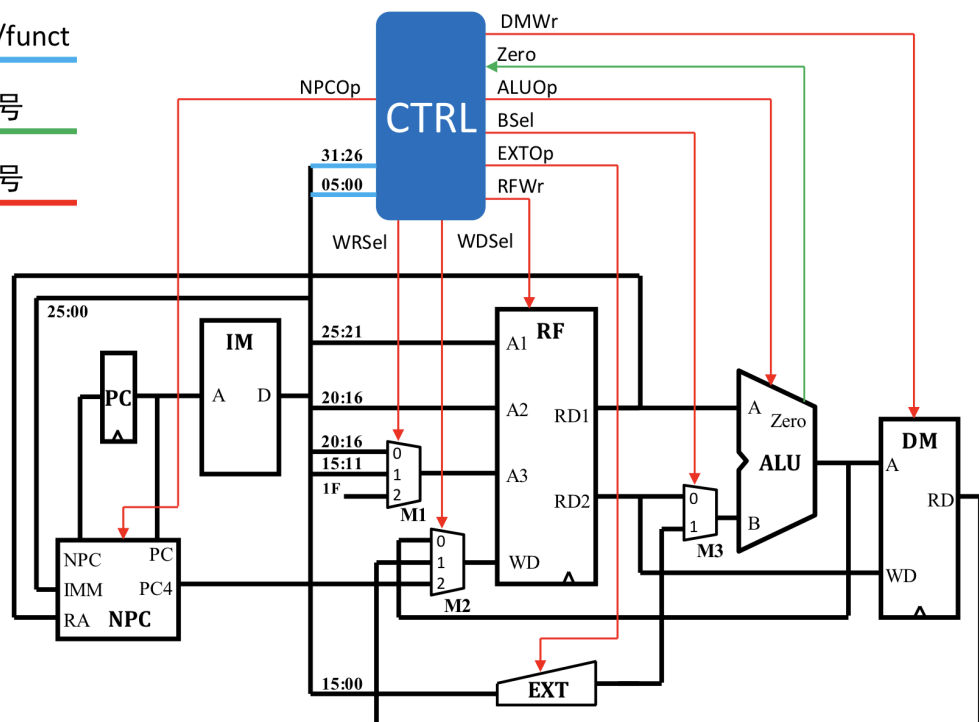 /funct
号
号
DMWr
Zero
NPCOp
ALUOp
CTRL
BSel
EXTOp
31:26
05:00
RFWr
WRSel
WDSel
25:00
IM
RF
25:21
A1
PC
A
D
20:16
A2
RD1
A
Zero
DM
20:16
0
15:11
1
A3
ALU
A
1F
2
M1
RD2
0
RD
1
B
M3
NPC
PC
0
1
WD
2
IMM
PC4
WD
M2
RA
NPC
15:00
EXT